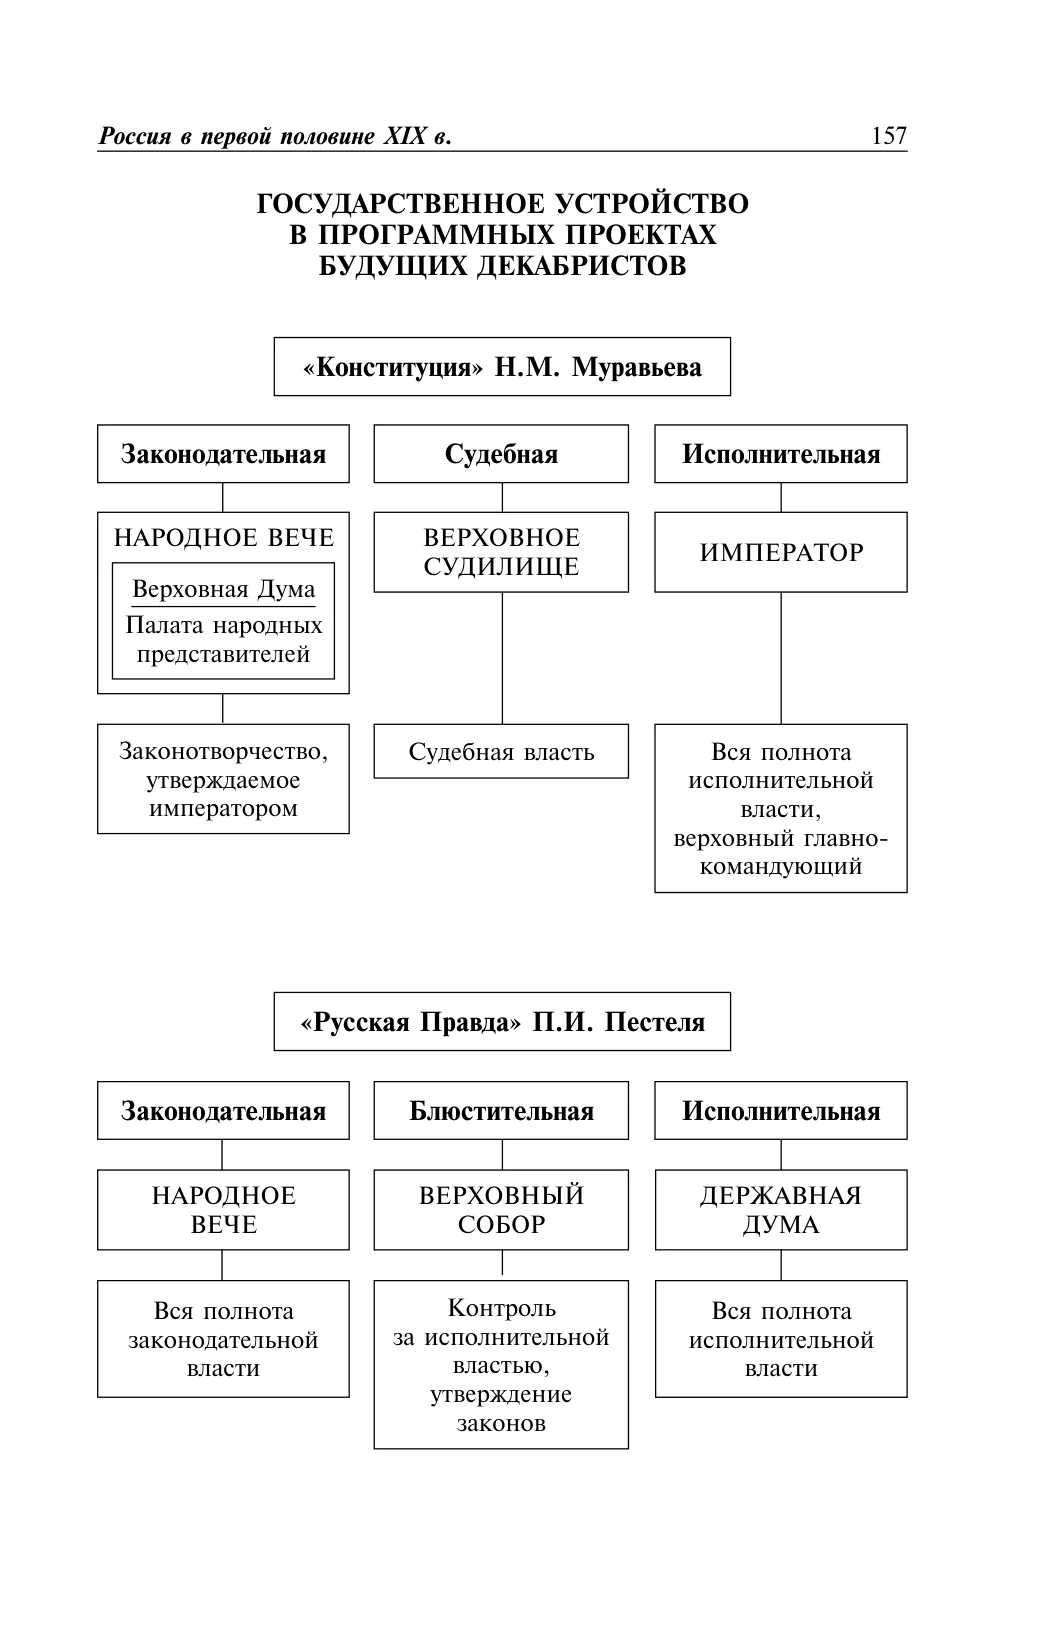 Россия в первой половине XIX в. 157
ГОСУДАРСТВЕННОЕ УСТРОЙСТВО
В ПРОГРАММНЫХ ПРОЕКТАХ
БУДУЩИХ ДЕКАБРИСТОВ
«Конституция» Н.М. Муравьева
Законодательная
Судебная
Исполнительная
НАРОДНОЕ ВЕЧЕ
Верховная Дума
Палата народных
представителей
ВЕРХОВНОЕ
СУДИЛИЩЕ
ИМПЕРАТОР
Законотворчество,
утверждаемое
императором
Судебная власть
Вся полнота
исполнительной
власти,
верховный главно-
командующий
«Русская Правда» П.И. Пестеля
Законодательная
Блюстительная
Исполнительная
НАРОДНОЕ
ВЕЧЕ
ВЕРХОВНЫЙ
СОБОР
ДЕРЖАВНАЯ
ДУМА
Вся полнота
законодательной
власти
Контроль
за исполнительной
властью,
утверждение
законов
Вся полнота
исполнительной
власти